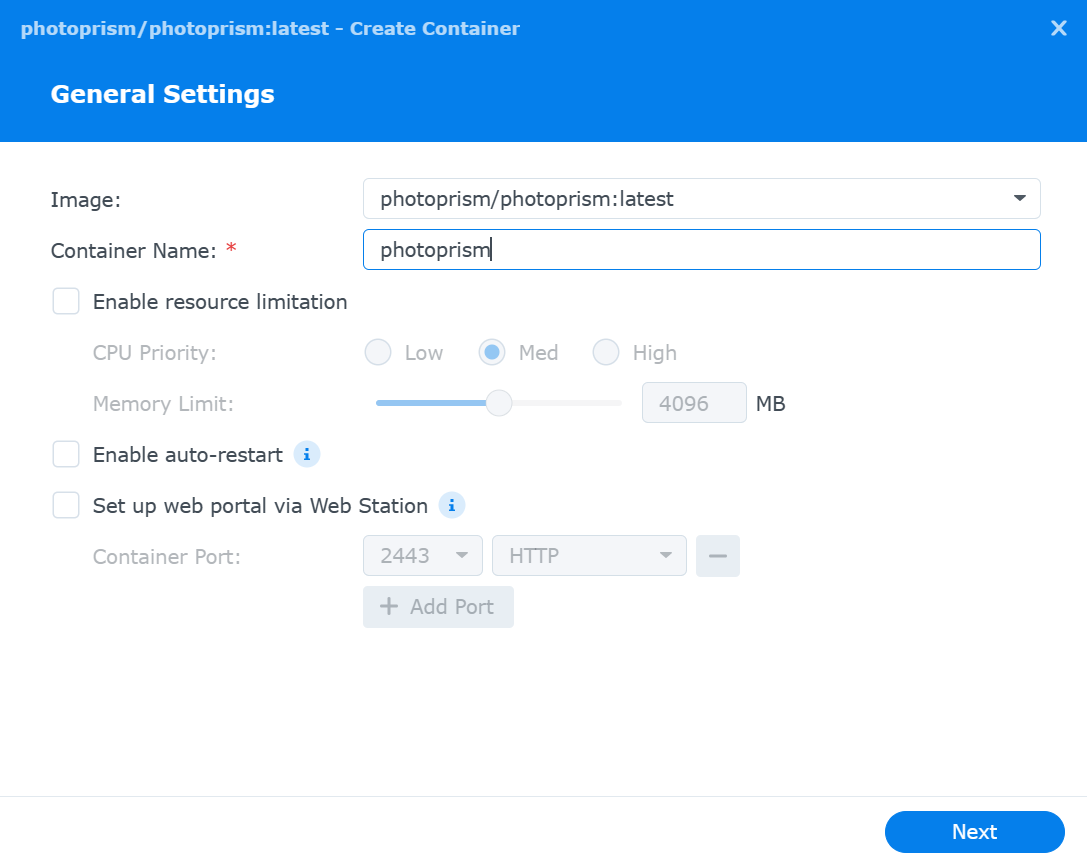 photoprism/photoprism:latest - Create Container
General Settings
Image: photoprism/photoprism:latest
Container Name: * photoprism
Enable resource limitation
CPU Priority: Low Med High
Memory Limit: 4096 MB
Enable auto-restart i
Set up web portal via Web Station i
Container Port: 2443 HTTP
+ Add Port
Next